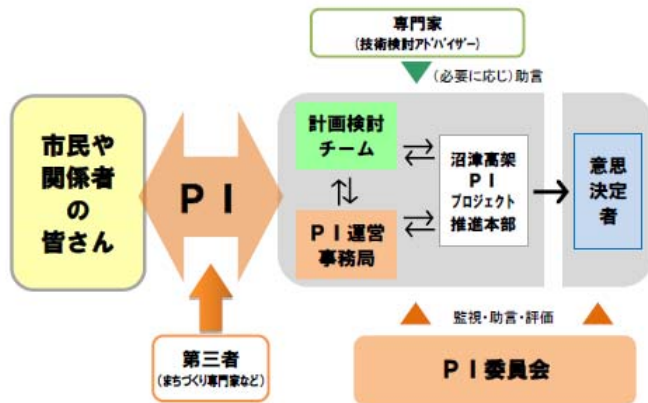 専門家
(技術検討アドバイザー)
(必要に応じ)助言
市民や
関係者
の
皆さん
ＰＩ
計画検討
チーム
ＰＩ運営
事務局
沼津高架
ＰＩ
プロジェクト
推進本部
意思
決定
者
第三者
(まちづくり専門家など)
監視・助言・評価
ＰＩ委員会